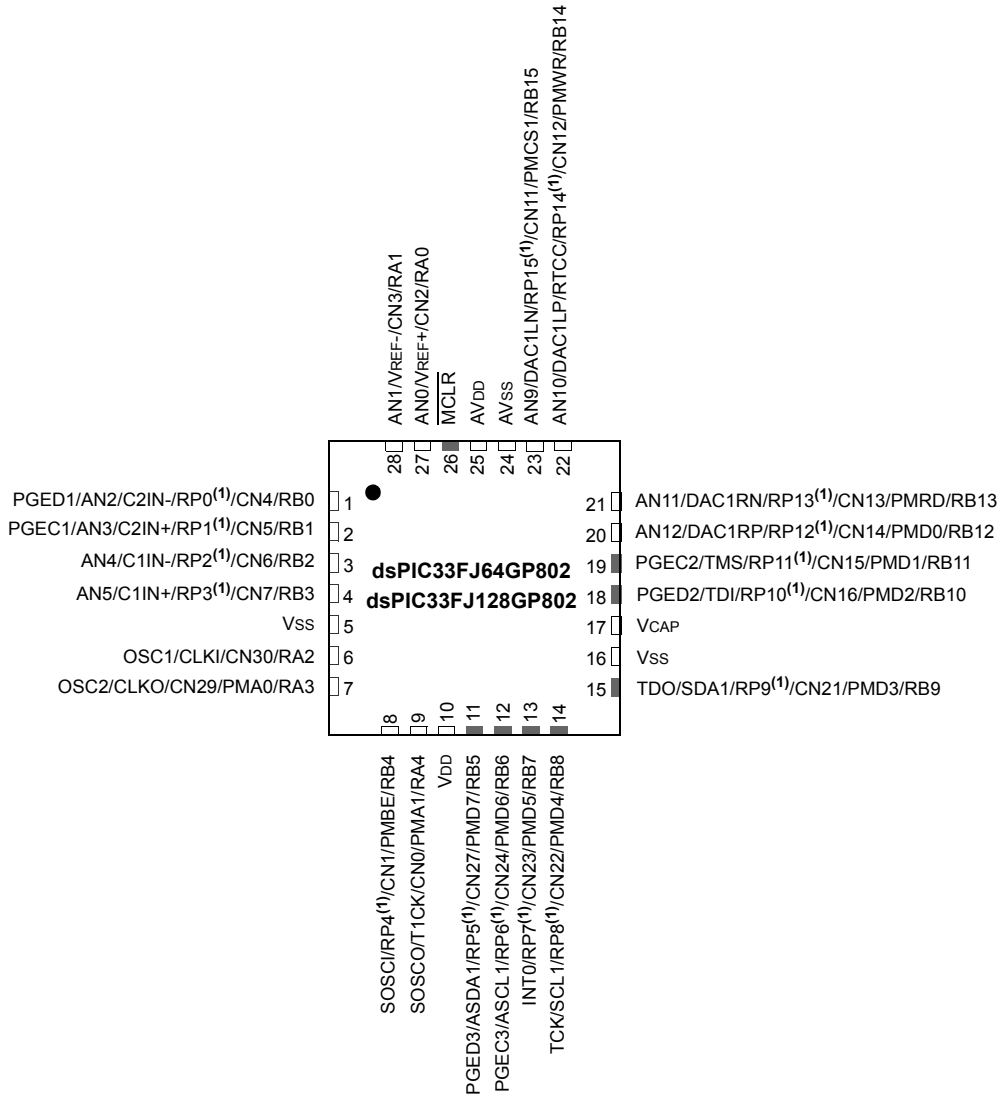 AN1/VREF-/CN3/RA1
AN0/VREF+/CN2/RA0
MCLR
AVDD
AVSS
AN9/DAC1LN/RP15(1)/CN11/PMCS1/RB15
AN10/DAC1LP/RTCC/RP14(1)/CN12/PMWR/RB14
28 27 26 25 24 23 22
PGED1/AN2/C2IN-/RP0(1)/CN4/RB0 1
PGEC1/AN3/C2IN+/RP1(1)/CN5/RB1 2
AN4/C1IN-/RP2(1)/CN6/RB2 3
AN5/C1IN+/RP3(1)/CN7/RB3 4
VSS 5
OSC1/CLKI/CN30/RA2 6
OSC2/CLKO/CN29/PMA0/RA3 7
dsPIC33FJ64GP802
dsPIC33FJ128GP802
21 AN11/DAC1RN/RP13(1)/CN13/PMRD/RB13
20 AN12/DAC1RP/RP12(1)/CN14/PMD0/RB12
19 PGEC2/TMS/RP11(1)/CN15/PMD1/RB11
18 PGED2/TDI/RP10(1)/CN16/PMD2/RB10
17 VCAP
16 VSS
15 TDO/SDA1/RP9(1)/CN21/PMD3/RB9
8 9 10 11 12 13 14
SOSCI/RP4(1)/CN1/PMBE/RB4
SOSCO/T1CK/CN0/PMA1/RA4
VDD
PGED3/ASDA1/RP5(1)/CN27/PMD7/RB5
PGEC3/ASCL1/RP6(1)/CN24/PMD6/RB6
INT0/RP7(1)/CN23/PMD5/RB7
TCK/SCL1/RP8(1)/CN22/PMD4/RB8